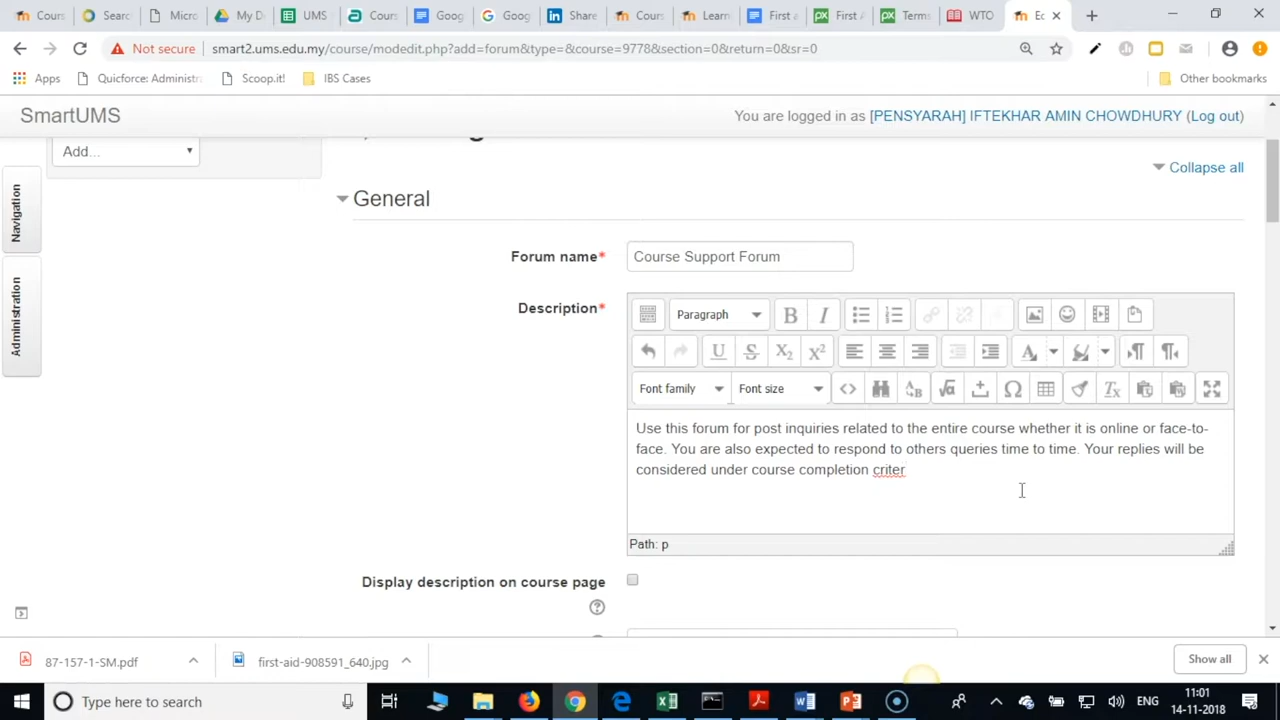 Cours
Searc
Micro
My D
UMS
Cours
Goog
Goog
Share
Cours
Learn
First a
First A
Terms
WTO
Ec
Not secure
smart2.ums.edu.my/course/modedit.php?add=forum&type=&course=9778&section=0&return=0&sr=0
Apps
Quicforce: Administra
Scoop.it!
IBS Cases
Other bookmarks
SmartUMS
You are logged in as [PENSYARAH] IFTEKHAR AMIN CHOWDHURY (Log out)
Add...
Collapse all
Navigation
Administration
General
Forum name*
Course Support Forum
Description*
Paragraph
Font family
Font size
Use this forum for post inquiries related to the entire course whether it is online or face-to-
face. You are also expected to respond to others queries time to time. Your replies will be
considered under course completion criter
Path: p
Display description on course page
87-157-1-SM.pdf
first-aid-908591_640.jpg
Show all
Type here to search
ENG
11:01
14-11-2018